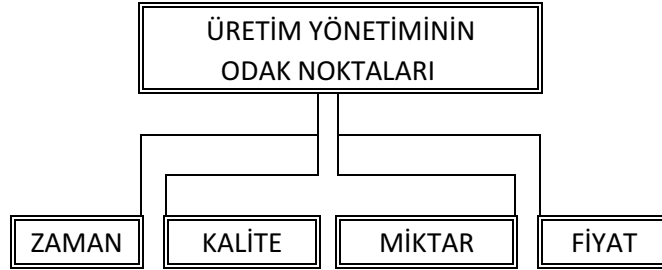 ÜRETİM YÖNETİMİNİN
ODAK NOKTALARI
ZAMAN
KALİTE
MİKTAR
FİYAT